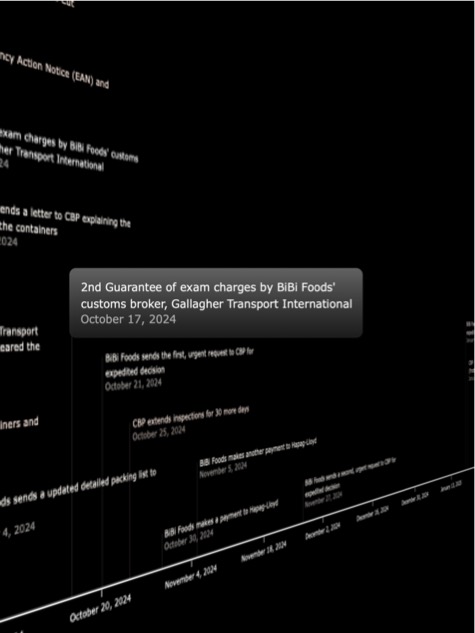 Cut
ncy Action Notice (EAN) and
exam charges by BiBi Foods' customs
her Transport International
24
ends a letter to CBP explaining the
the containers
2024
2nd Guarantee of exam charges by BiBi Foods'
customs broker, Gallagher Transport International
October 17, 2024
Transport
eared the
BiBi Foods sends the first, urgent request to CBP for
expedited decision
October 21, 2024
iners and
CBP extends inspections for 30 more days
October 25, 2024
BiBi Foods makes another payment to Hapag-Lloyd
November 5, 2024
ds sends a updated detailed packing list to
4, 2024
BiBi Foods sends a second, urgent request to CBP for
expedited decision
November 27, 2024
BiBi Foods makes a payment to Hapag-Lloyd
October 30, 2024
October 20, 2024
November 4, 2024
November 18, 2024
December 2, 2024
December 16, 2024
December 30, 2024
January 13, 2025